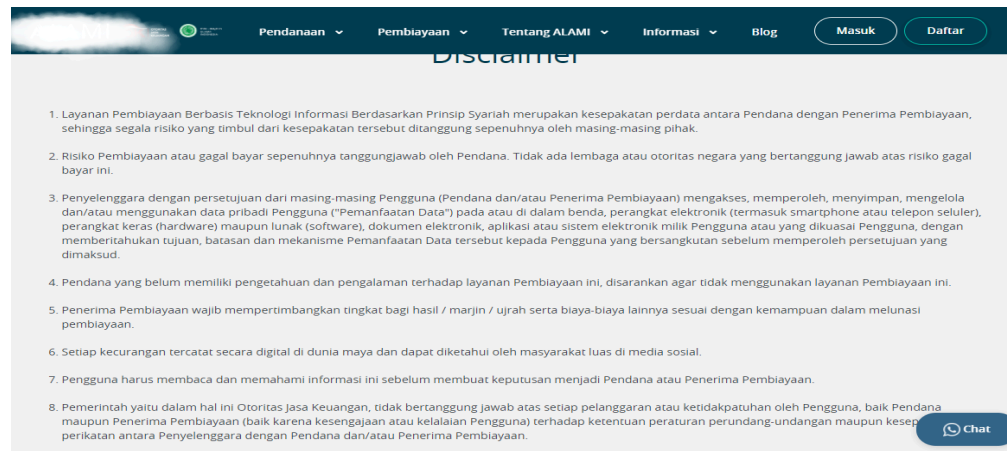 Pendanaan Pembiayaan Tentang ALAMI Informasi Blog Masuk Daftar
Disclaimer
1. Layanan Pembiayaan Berbasis Teknologi Informasi Berdasarkan Prinsip Syariah merupakan kesepakatan perdata antara Pendana dengan Penerima Pembiayaan,
sehingga segala risiko yang timbul dari kesepakatan tersebut ditanggung sepenuhnya oleh masing-masing pihak.
2. Risiko Pembiayaan atau gagal bayar sepenuhnya tanggungjawab oleh Pendana. Tidak ada lembaga atau otoritas negara yang bertanggung jawab atas risiko gagal
bayar ini.
3. Penyelenggara dengan persetujuan dari masing-masing Pengguna (Pendana dan/atau Penerima Pembiayaan) mengakses, memperoleh, menyimpan, mengelola
dan/atau menggunakan data pribadi Pengguna ("Pemanfaatan Data") pada atau di dalam benda, perangkat elektronik (termasuk smartphone atau telepon seluler),
perangkat keras (hardware) maupun lunak (software), dokumen elektronik, aplikasi atau sistem elektronik milik Pengguna atau yang dikuasai Pengguna, dengan
memberitahukan tujuan, batasan dan mekanisme Pemanfaatan Data tersebut kepada Pengguna yang bersangkutan sebelum memperoleh persetujuan yang
dimaksud.
4. Pendana yang belum memiliki pengetahuan dan pengalaman terhadap layanan Pembiayaan ini, disarankan agar tidak menggunakan layanan Pembiayaan ini.
5. Penerima Pembiayaan wajib mempertimbangkan tingkat bagi hasil / marjin / ujrah serta biaya-biaya lainnya sesuai dengan kemampuan dalam melunasi
pembiayaan.
6. Setiap kecurangan tercatat secara digital di dunia maya dan dapat diketahui oleh masyarakat luas di media sosial.
7. Pengguna harus membaca dan memahami informasi ini sebelum membuat keputusan menjadi Pendana atau Penerima Pembiayaan.
8. Pemerintah yaitu dalam hal ini Otoritas Jasa Keuangan, tidak bertanggung jawab atas setiap pelanggaran atau ketidakpatuhan oleh Pengguna, baik Pendana
maupun Penerima Pembiayaan (baik karena kesengajaan atau kelalaian Pengguna) terhadap ketentuan peraturan perundang-undangan maupun
perikatan antara Penyelenggara dengan Pendana dan/atau Penerima Pembiayaan.
Chat